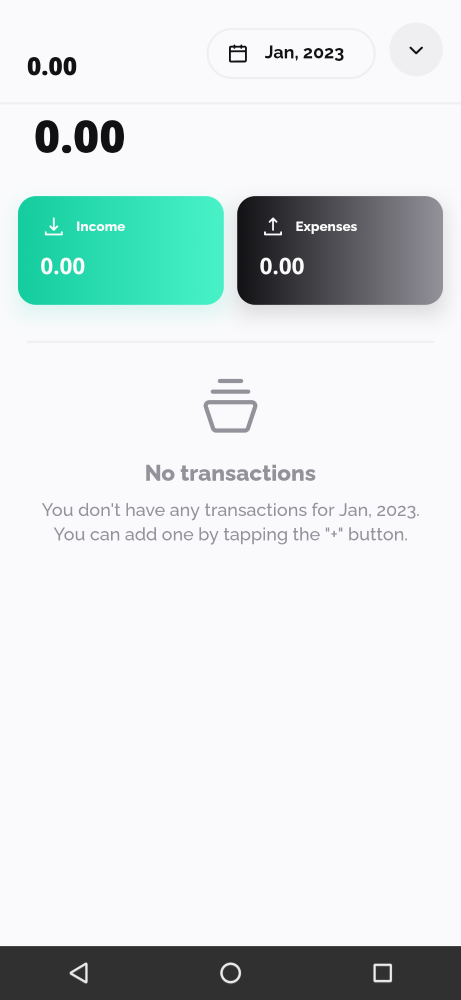 0.00
Jan, 2023
0.00
Income
0.00
Expenses
0.00
No transactions
You don't have any transactions for Jan, 2023.
You can add one by tapping the "+" button.